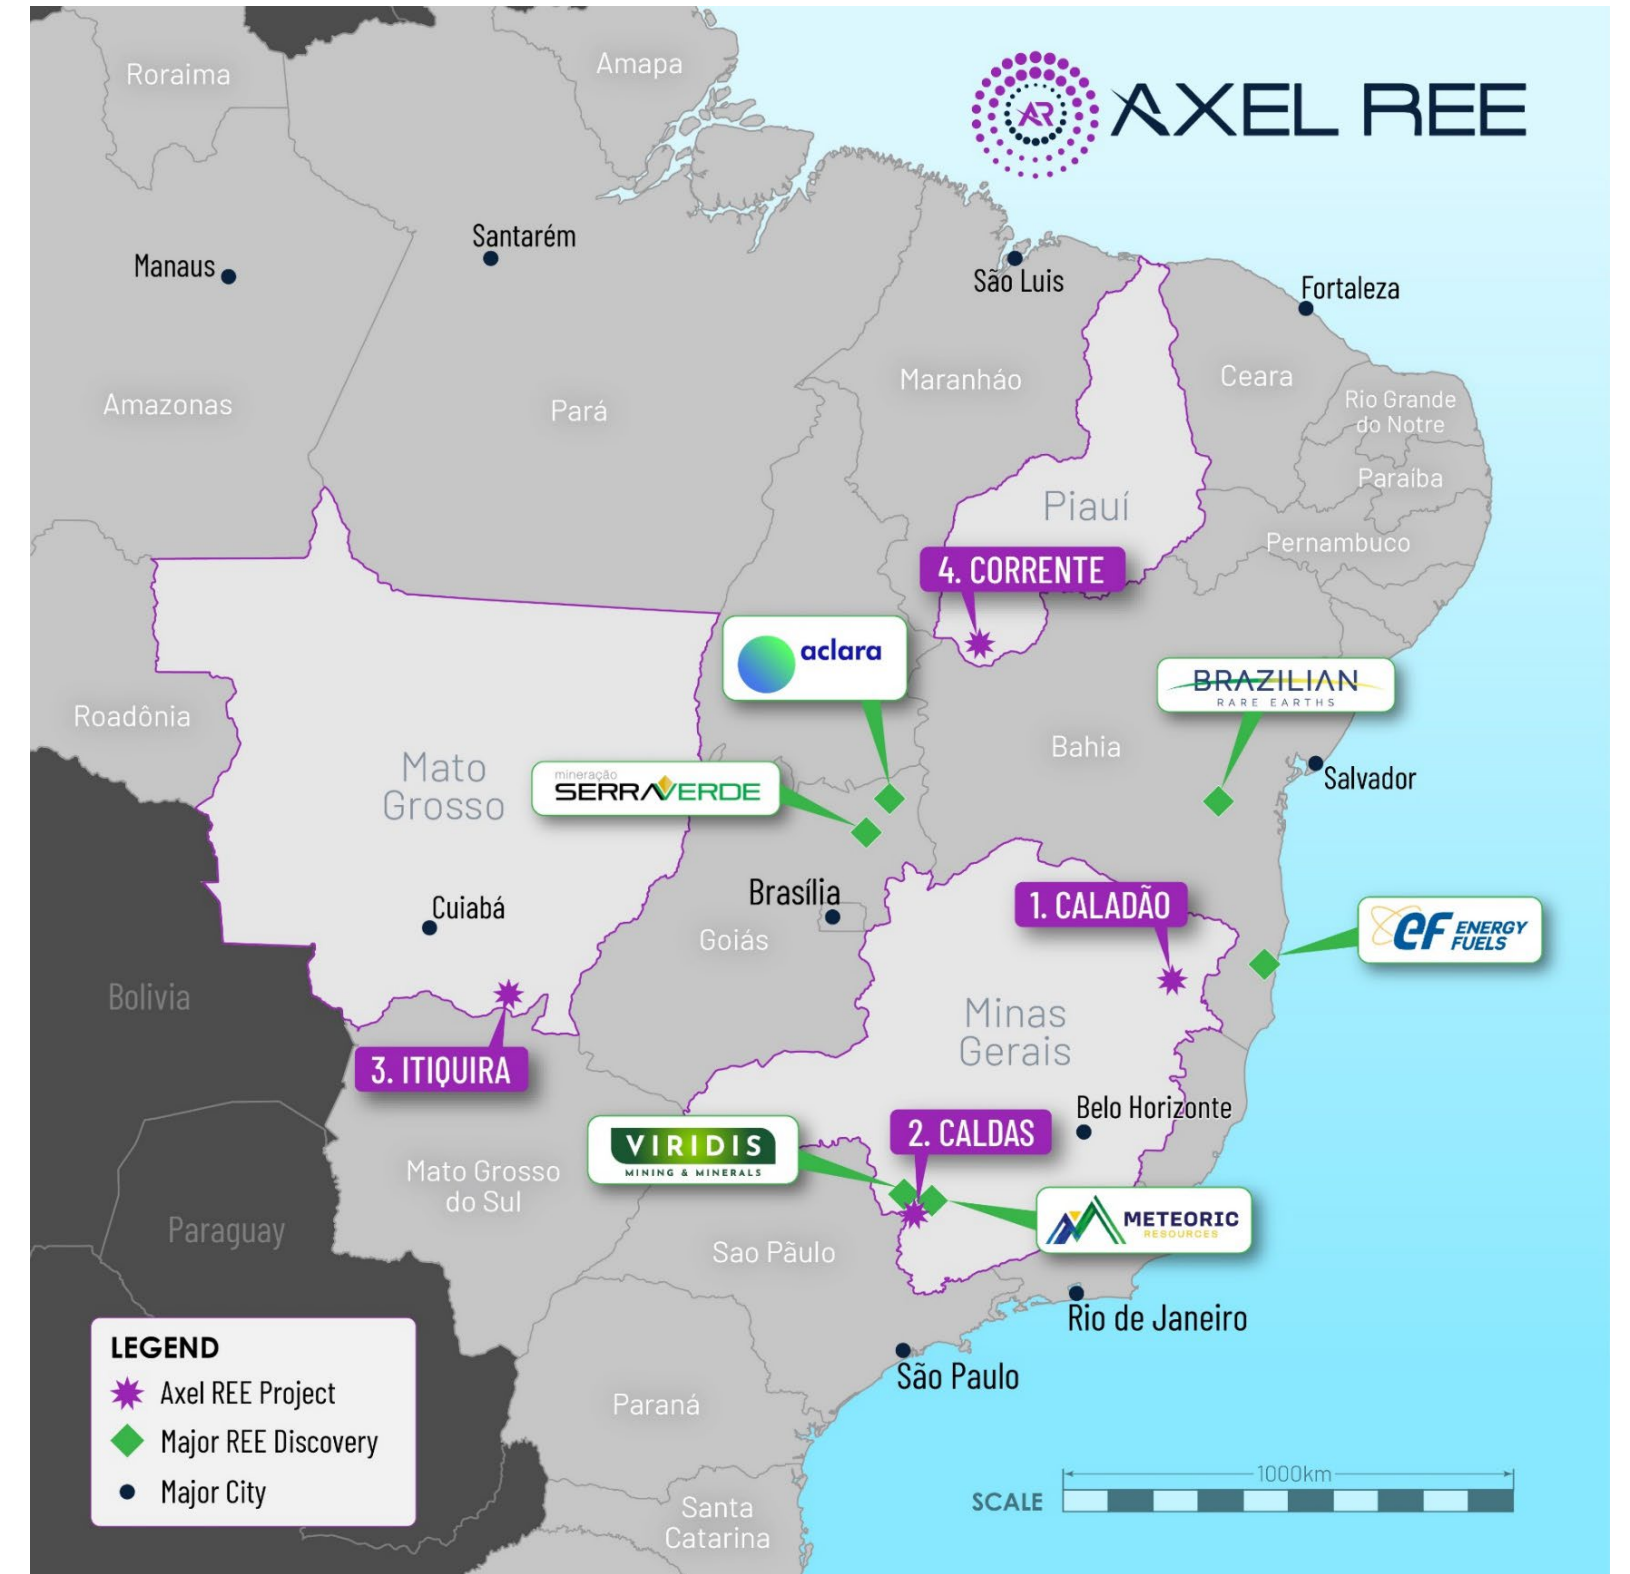 Roraima
Amapa
AR
AXEL REE
Santarém
Manaus
São Luis
Fortaleza
Amazonas
Pará
Maranháo
Ceara
Rio Grande
do Notre
Paraíba
Piauí
Pernambuco
4. CORRENTE
aclara
BRAZILIAN
RARE EARTHS
Roadônia
Mato
Grosso
mineração
SERRA VERDE
Bahia
Salvador
Cuiabá
Brasília
Goiás
1. CALADÃO
ef ENERGY
FUELS
Bolivia
Minas
Gerais
3. ITIQUIRA
Belo Horizonte
2. CALDAS
VIRIDIS
MINING & MINERALS
Mato Grosso
do Sul
METEORIC
RESOURCES
Paraguay
Sao Pãulo
Rio de Janeiro
São Paulo
Paraná
LEGEND
Axel REE Project
Major REE Discovery
Major City
1000km
SCALE
Santa
Catarina